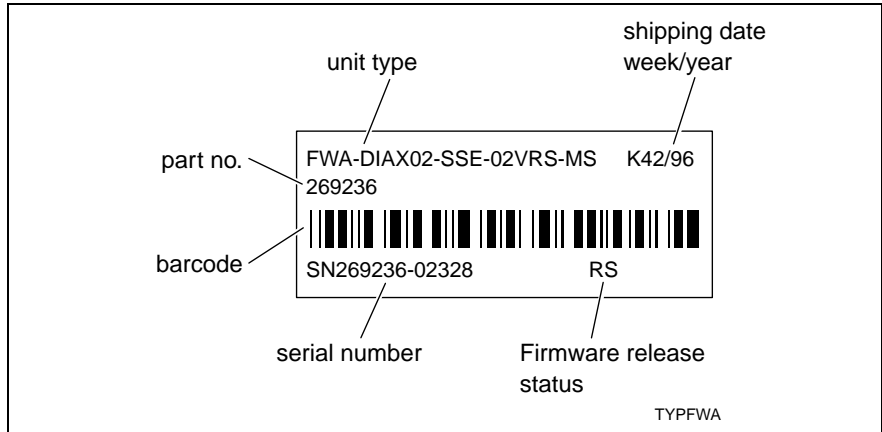 shipping date
week/year
unit type
part no.
FWA-DIAX02-SSE-02VRS-MS K42/96
269236
barcode
SN269236-02328 RS
serial number
Firmware release
status
TYPFWA